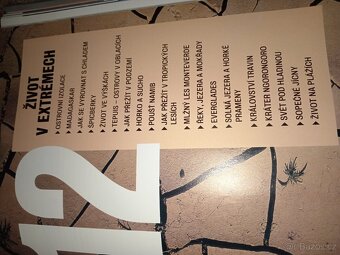 12
ŽIVOT
V EXTRÉMECH
OSTROVNÍ IZOLACE
MADAGASKAR
JAK SE VYROVNAT S CHLADEM
ŠPICBERKY
ŽIVOT VE VÝŠKÁCH
TEPUIS – OSTROVY V OBLACÍCH
JAK PŘEŽÍT V PODZEMÍ
HORKO A SUCHO
POUŠŤ NAMIB
JAK PŘEŽÍT V TROPICKÝCH
LESÍCH
MLŽNÝ LES MONTEVERDE
ŘEKY, JEZERA A MOKŘADY
EVERGLADES
SOLNÁ JEZERA A HORKÉ
PRAMENY
KRÁLOVSTVÍ TRAVIN
KRÁTER NGORONGORO
SVĚT POD HLADINOU
SOPEČNÉ JÍCNY
ŽIVOT NA PLÁŽÍCH